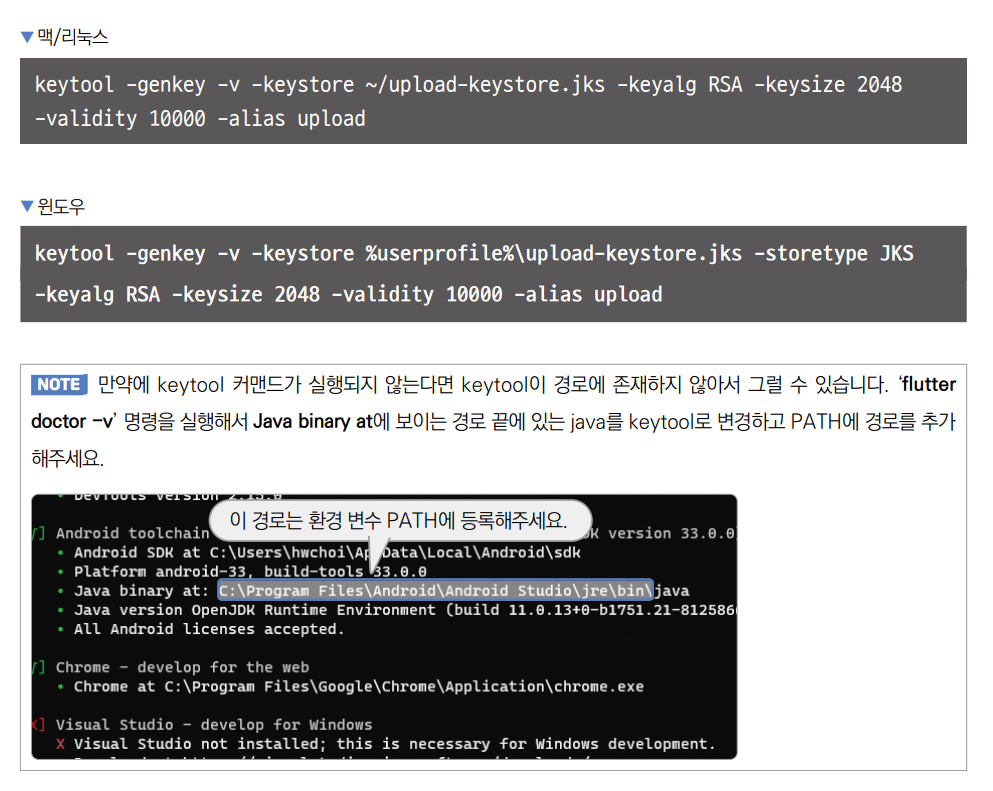 ▼맥/리눅스
keytool -genkey -v -keystore ~/upload-keystore.jks -keyalg RSA -keysize 2048
-validity 10000 -alias upload
▼윈도우
keytool -genkey -v -keystore %userprofile%\upload-keystore.jks -storetype JKS
-keyalg RSA -keysize 2048 -validity 10000 -alias upload
NOTE 만약에 keytool 커맨드가 실행되지 않는다면 keytool이 경로에 존재하지 않아서 그럴 수 있습니다. ‘flutter
doctor -v’ 명령을 실행해서 Java binary at에 보이는 경로 끝에 있는 java를 keytool로 변경하고 PATH에 경로를 추가
해주세요.
• DevTools version 2.15.0
이 경로는 환경 변수 PATH에 등록해주세요.
√] Android toolchain DK version 33.0.0
• Android SDK at C:\Users\hwchoi\AppData\Local\Android\sdk
• Platform android-33, build-tools 33.0.0
• Java binary at: C:\Program Files\Android\Android Studio\jre\bin\java
• Java version OpenJDK Runtime Environment (build 11.0.13+0-b1751.21-8125866
• All Android licenses accepted.
√] Chrome - develop for the web
• Chrome at C:\Program Files\Google\Chrome\Application\chrome.exe
X] Visual Studio - develop for Windows
X Visual Studio not installed; this is necessary for Windows development.